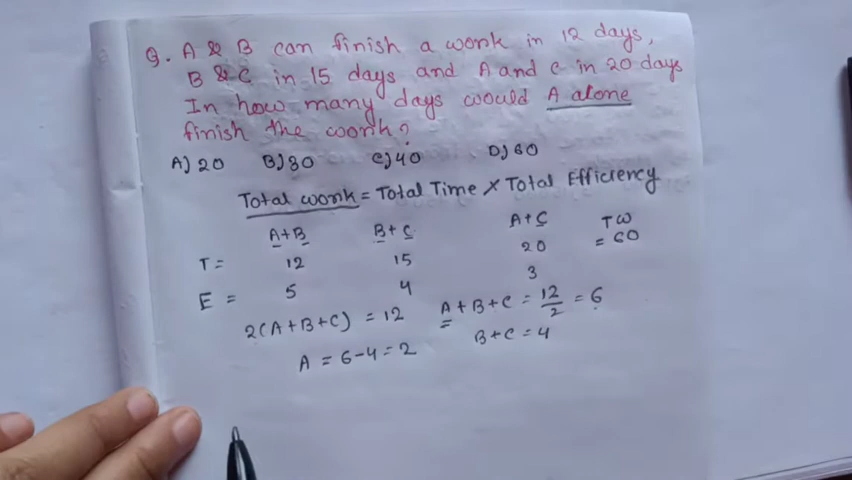 Q. A & B can finish a work in 12 days,
B & C in 15 days and A and C in 20 days
In how many days would A alone
finish the work?
A) 20 B) 30 C) 40 D) 60
Total work = Total Time × Total Efficiency
A+B B+C A+C TW
T = 12 15 20 = 60
E = 5 4 3
2(A+B+C) = 12 A+B+C = 12/2 = 6
A = 6-4 = 2 B+C = 4